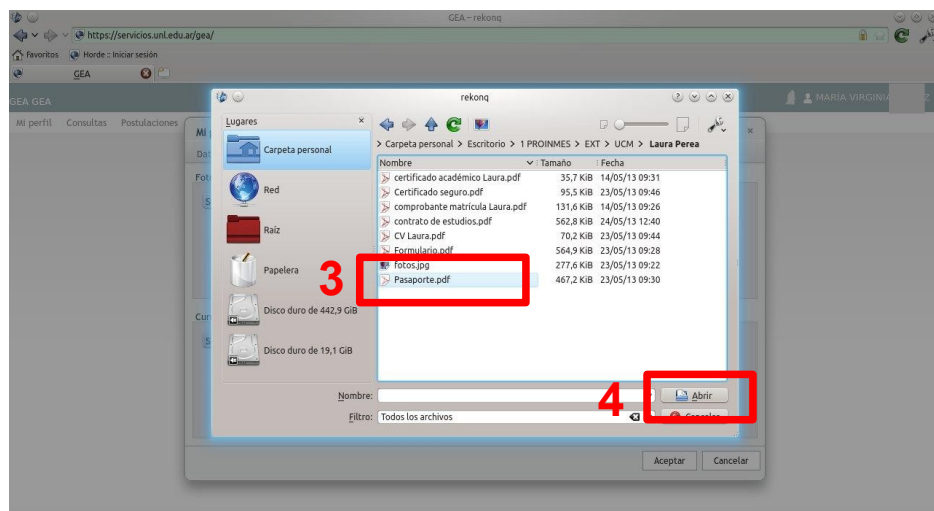 GEA – rekonq
https://servicios.unl.edu.ar/gea/
Favoritos Horde :: Iniciar sesión
GEA
GEA GEA
MARÍA VIRGINIA
Mi perfil Consultas Postulaciones
rekonq
Lugares
Carpeta personal
Red
Raíz
Papelera
Disco duro de 442,9 GiB
Disco duro de 19,1 GiB
> Carpeta personal > Escritorio > 1 PROINMES > EXT > UCM > Laura Perea
Nombre Tamaño Fecha
certificado académico Laura.pdf 35,7 KiB 14/05/13 09:31
Certificado seguro.pdf 95,5 KiB 23/05/13 09:46
comprobante matrícula Laura.pdf 131,6 KiB 14/05/13 09:26
contrato de estudios.pdf 562,8 KiB 24/05/13 12:40
CV Laura.pdf 70,2 KiB 23/05/13 09:44
Formulario.pdf 564,9 KiB 23/05/13 09:28
fotos.jpg 277,6 KiB 23/05/13 09:22
Pasaporte.pdf 467,2 KiB 23/05/13 09:30
3
Nombre:
Abrir
4
Filtro: Todos los archivos
Cancelar
Aceptar Cancelar